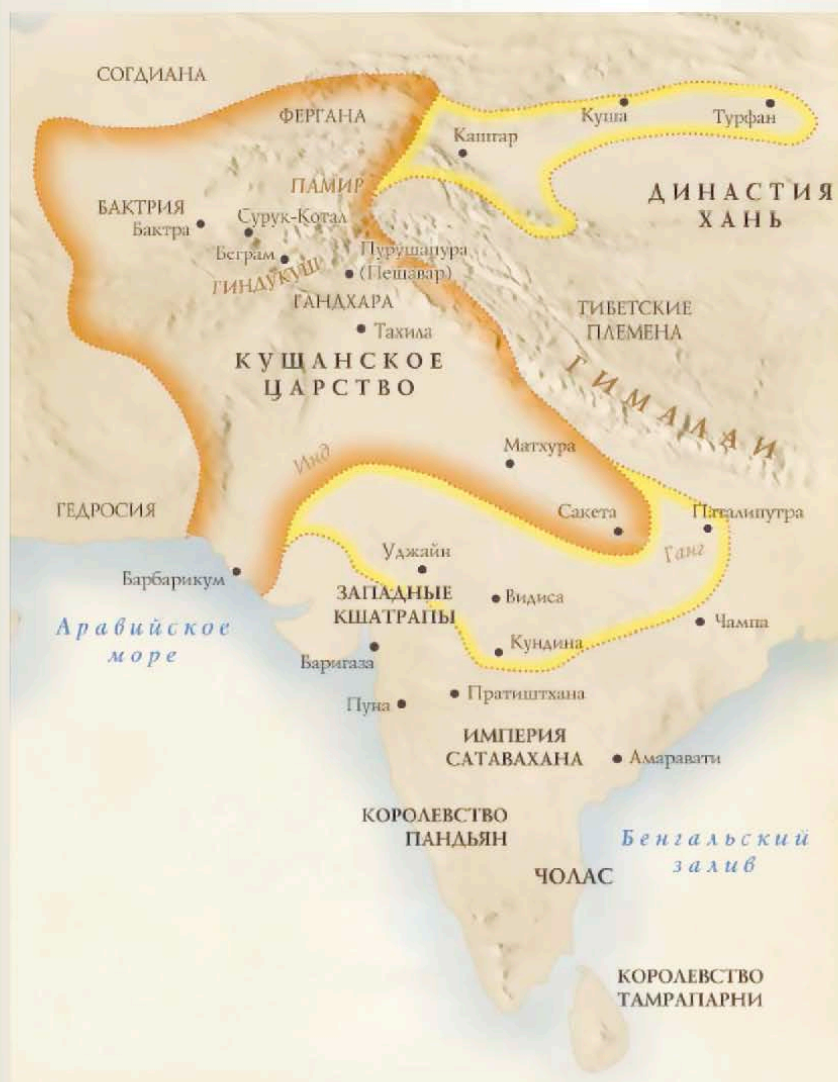 СОГДИАНА
ФЕРГАНА
Куша
Турфан
Кашгар
ПАМИР
ДИНАСТИЯ
ХАНЬ
БАКТРИЯ
Бактра
Сурук-Котал
Беграм
Пурушапура
(Пешавар)
ГИНДУКУШ
ГАНДХАРА
ТИБЕТСКИЕ
ПЛЕМЕНА
Тахила
КУШАНСКОЕ
ЦАРСТВО
ГИМАЛАИ
Матхура
Инд
ГЕДРОСИЯ
Сакета
Паталипутра
Ганг
Уджайн
Барбарикум
ЗАПАДНЫЕ
КШАТРАПЫ
Видиса
Аравийское
море
Чампа
Кундина
Баригаза
Пратиштхана
Пуна
ИМПЕРИЯ
САТАВАХАНА
Амаравати
КОРОЛЕВСТВО
ПАНДЬЯН
Бенгальский
залив
ЧОЛАС
КОРОЛЕВСТВО
ТАМРАПАРНИ